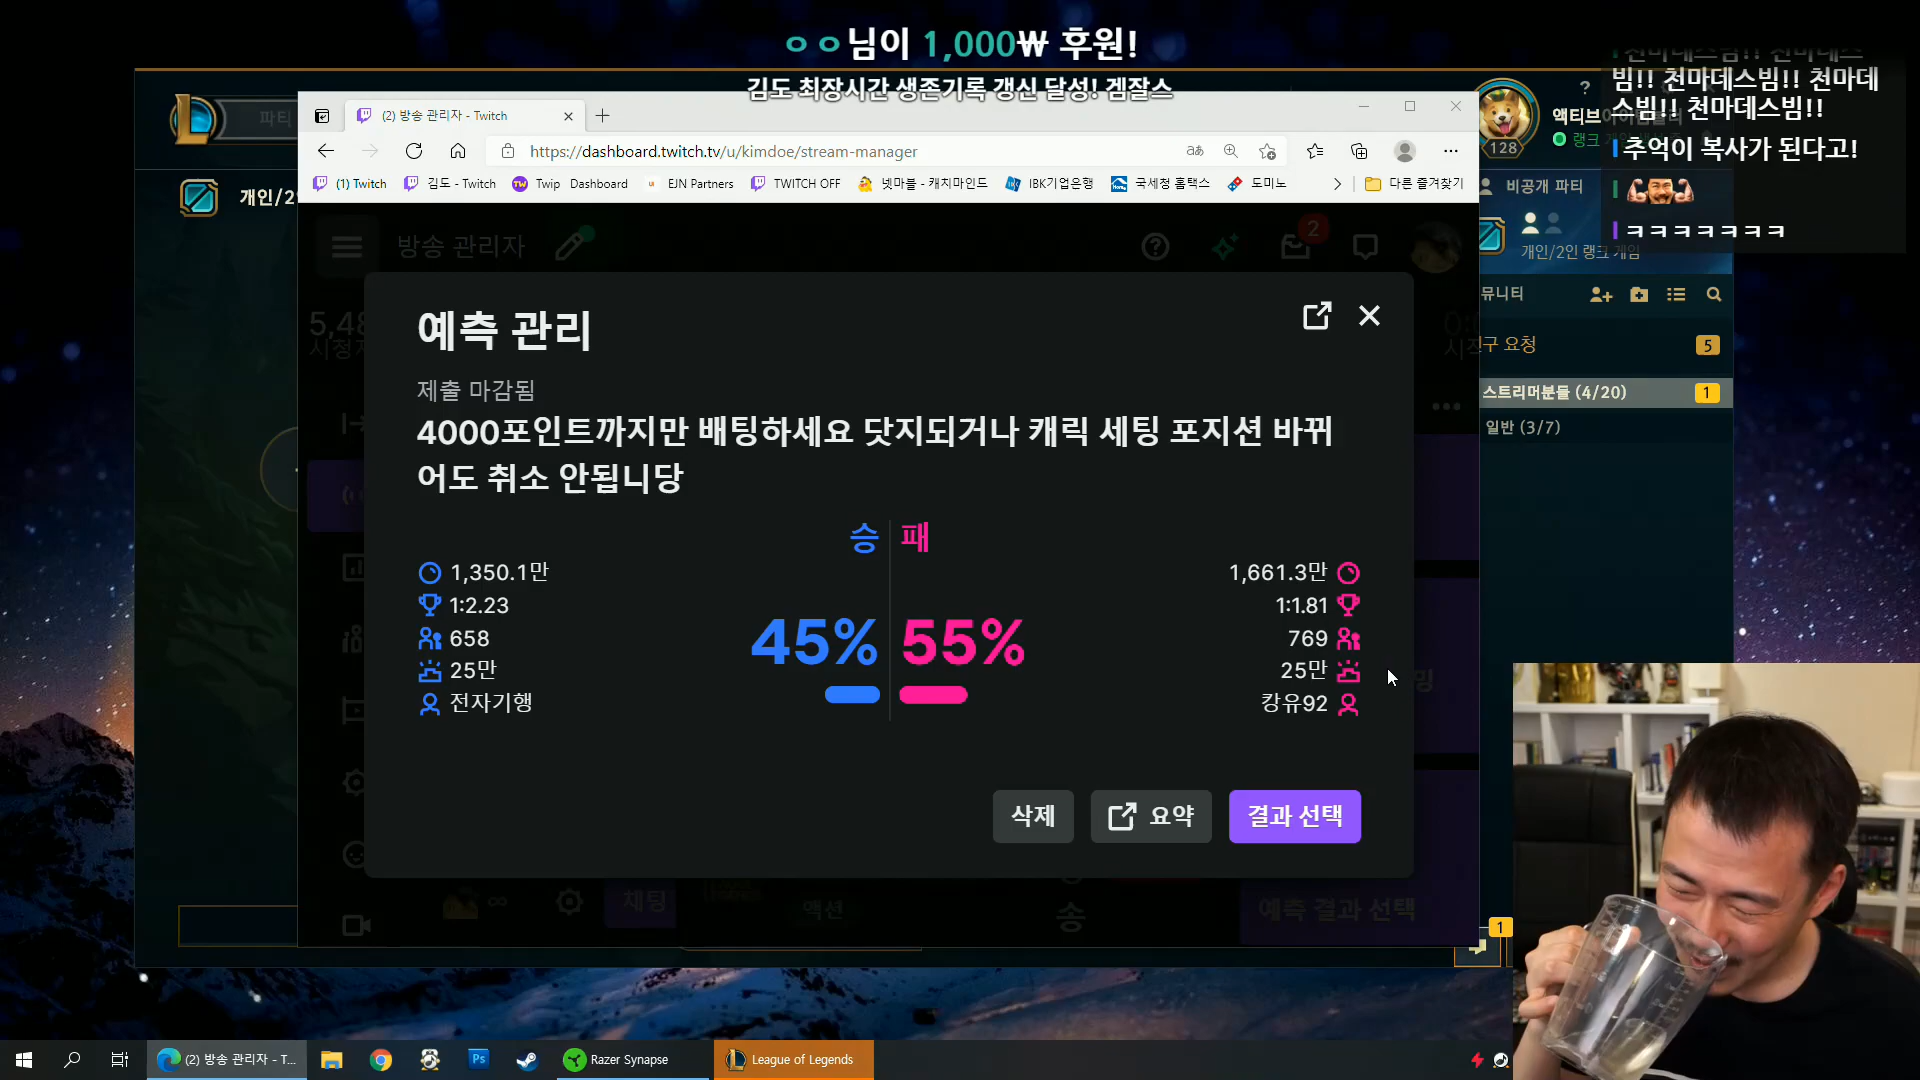 ㅇㅇ님이 1,000₩ 후원!
김도 최장시간 생존기록 갱신 달성! 겜잘스
빔!! 천마데스빔!! 천마데
스빔!! 천마데스빔!!
추억이 복사가 된다고!
ㅋㅋㅋㅋㅋㅋㅋ
파티
개인/2
(2) 방송 관리자 - Twitch
https://dashboard.twitch.tv/u/kimdoe/stream-manager
(1) Twitch
김도 - Twitch
Twip Dashboard
EJN Partners
TWITCH OFF
넷마블 - 캐치마인드
IBK기업은행
국세청 홈택스
도미노
다른 즐겨찾기
방송 관리자
2
예측 관리
제출 마감됨
4000포인트까지만 배팅하세요 닷지되거나 캐릭 세팅 포지션 바뀌
어도 취소 안됩니당
승
패
1,350.1만
1:2.23
658
25만
전자기행
45%
55%
1,661.3만
1:1.81
769
25만
캉유92
삭제
요약
결과 선택
채팅
액션
송
예측 결과 선택
액티브
128
랭크
비공개 파티
개인/2인 랭크 게임
뮤니티
구 요청
5
스트리머분들 (4/20)
1
일반 (3/7)
1
(2) 방송 관리자 - T...
Ps
Razer Synapse
League of Legends